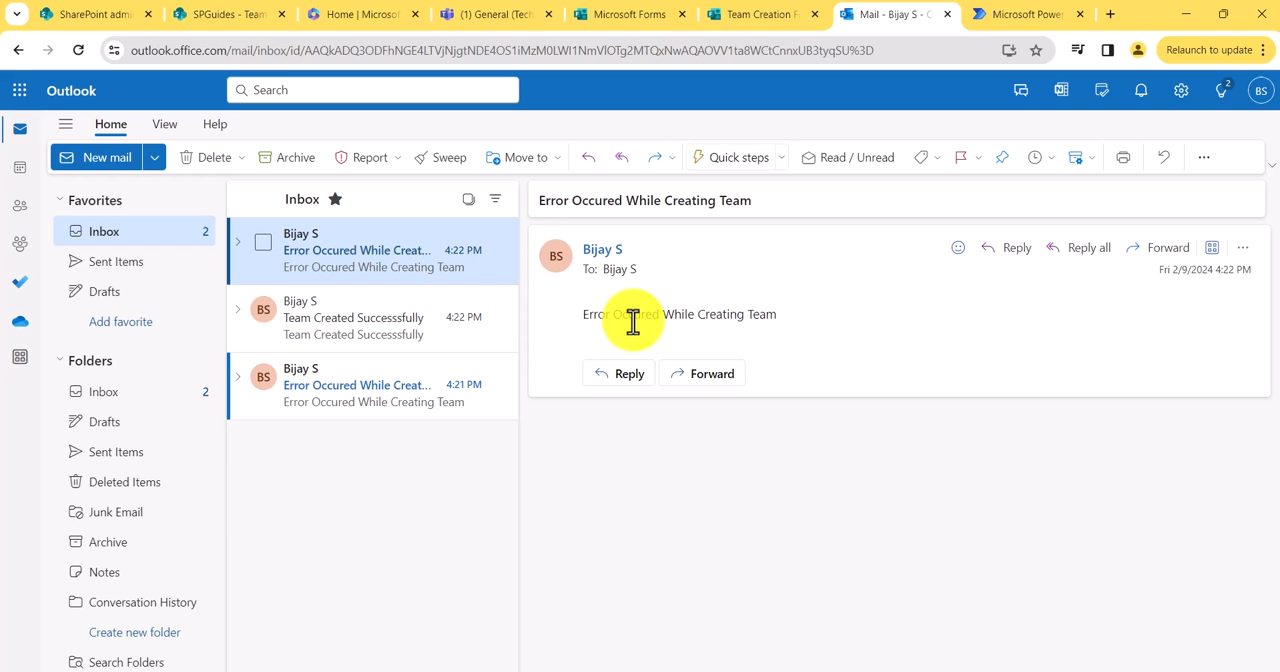 SharePoint adm
SPGuides - Team
Home | Microsof
(1) General (Tech
Microsoft Forms
Team Creation F
Mail - Bijay S - C
Microsoft Powe
outlook.office.com/mail/inbox/id/AAQkADQ3ODFhNGE4LTVjNjgtNDE4OS1iMzM0LWI1NmVlOTg2MTQxNwAQAOVV1ta8WCtCnnxUB3tyqSU%3D
Relaunch to update
Outlook
Search
2
BS
Home View Help
New mail
Delete
Archive
Report
Sweep
Move to
Quick steps
Read / Unread
Favorites
Inbox 2
Sent Items
Drafts
Add favorite
Folders
Inbox 2
Drafts
Sent Items
Deleted Items
Junk Email
Archive
Notes
Conversation History
Create new folder
Search Folders
Inbox
Bijay S
Error Occured While Creat... 4:22 PM
Error Occured While Creating Team
BS
Bijay S
Team Created Successsfully 4:22 PM
Team Created Successsfully
BS
Bijay S
Error Occured While Creat... 4:21 PM
Error Occured While Creating Team
Error Occured While Creating Team
BS
Bijay S
To: Bijay S
Reply
Reply all
Forward
Fri 2/9/2024 4:22 PM
Error Occured While Creating Team
Reply
Forward